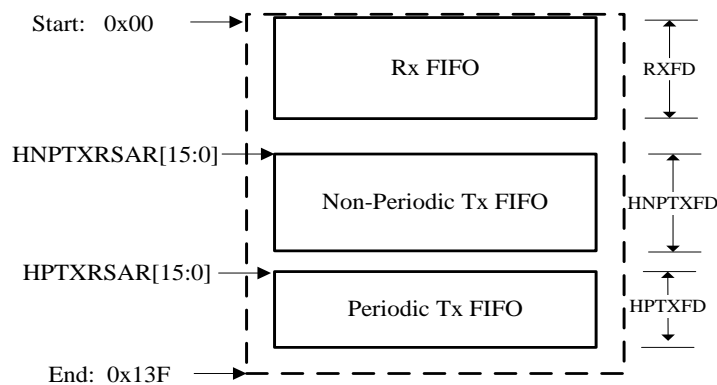 Start: 0x00
Rx FIFO
RXFD
HNPTXRSAR[15:0]
Non-Periodic Tx FIFO
HNPTXFD
HPTXRSAR[15:0]
Periodic Tx FIFO
HPTXFD
End: 0x13F